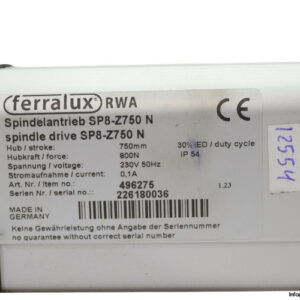 ferralux® RWA
CE
Spindelantrieb SP8-Z750 N
spindle drive SP8-Z750 N
Hub / stroke: 750mm 30% ED / duty cycle
Hubkraft / force: 800N IP 54
Spannung / voltage: 230V 50Hz
Stromaufnahme / current: 0,1A
Art. Nr. / Item no.: 496275 1.23
Serien Nr. / serial no.: 226180036
MADE IN
GERMANY
Keine Gewährleistung ohne Angabe der Seriennummer
no guarantee without correct serial number
12554